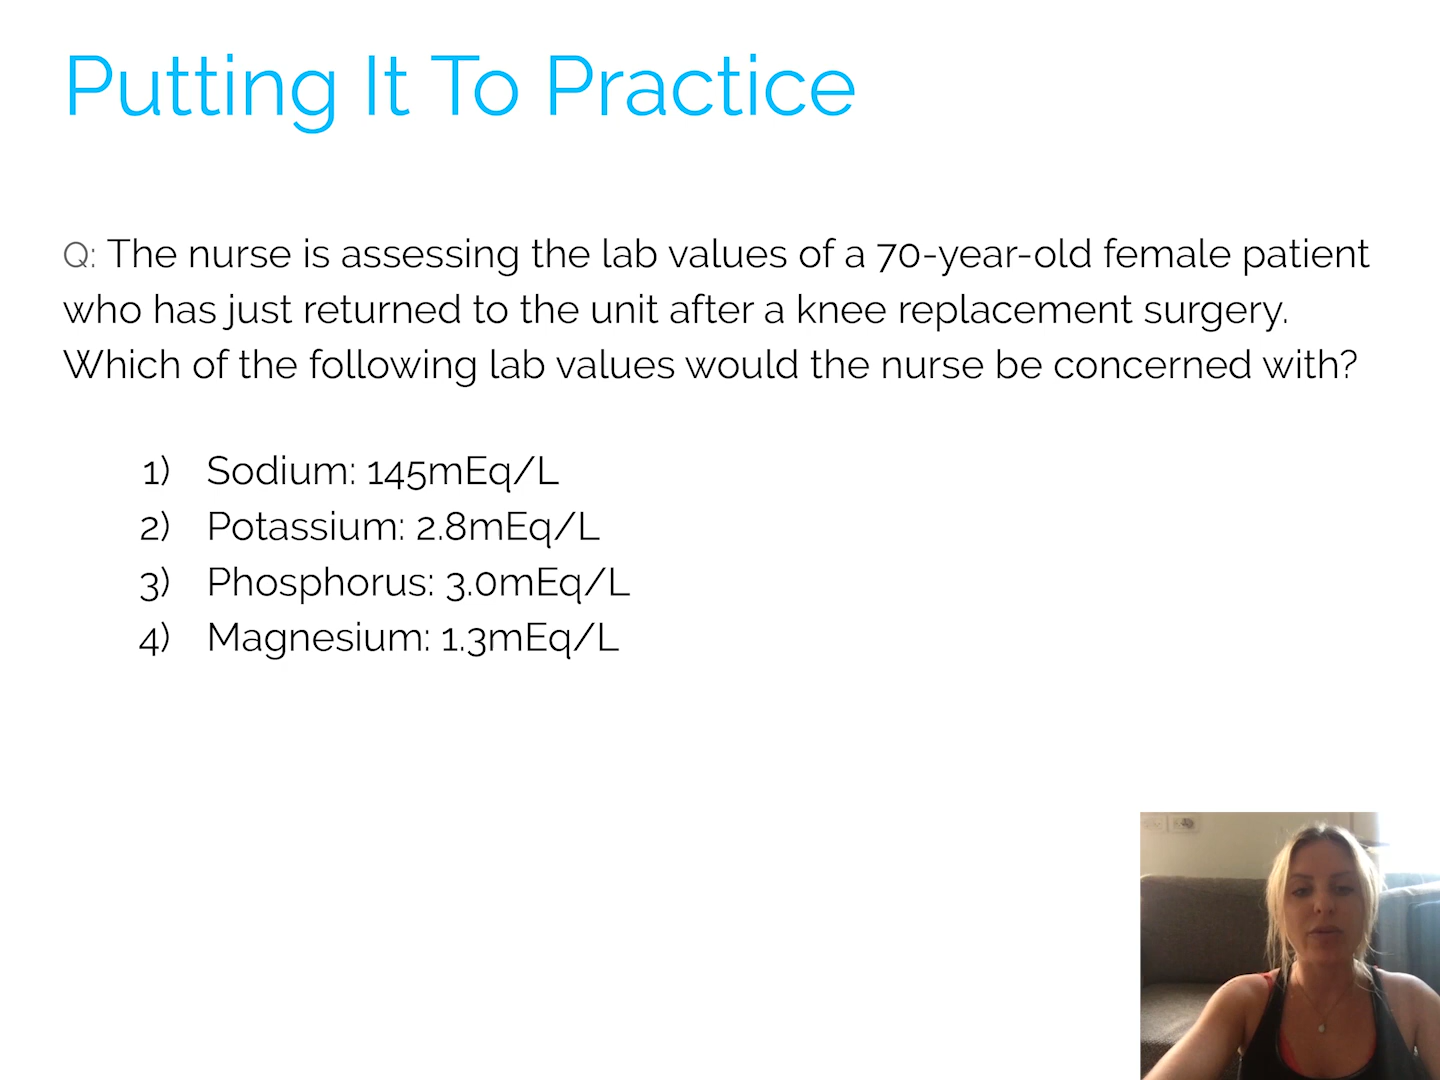 Putting It To Practice
Q: The nurse is assessing the lab values of a 70-year-old female patient
who has just returned to the unit after a knee replacement surgery.
Which of the following lab values would the nurse be concerned with?
1) Sodium: 145mEq/L
2) Potassium: 2.8mEq/L
3) Phosphorus: 3.0mEq/L
4) Magnesium: 1.3mEq/L